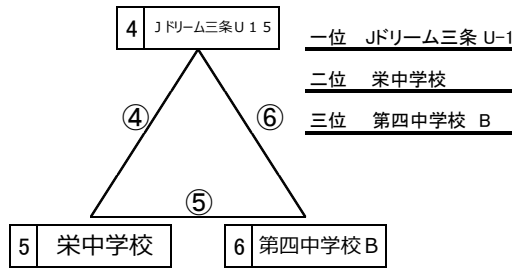 4 JドリームU三条U15
一位 Jドリーム三条 U-1
二位 栄中学校
三位 第四中学校 B
④ ⑥
⑤
5 栄中学校
6 第四中学校B